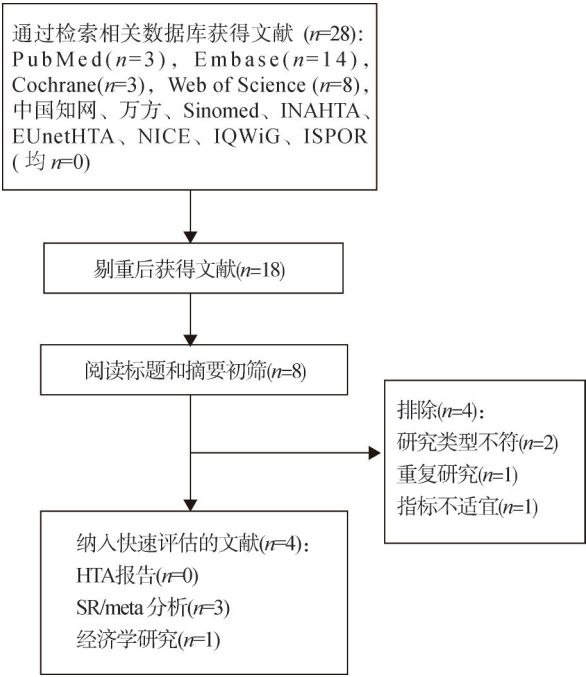 通过检索相关数据库获得文献 (n=28):
PubMed(n=3), Embase(n=14),
Cochrane(n=3), Web of Science (n=8),
中国知网、万方、Sinomed、INAHTA、
EUnetHTA、NICE、IQWiG、ISPOR
( 均n=0)
剔重后获得文献(n=18)
阅读标题和摘要初筛(n=8)
排除(n=4):
研究类型不符(n=2)
重复研究(n=1)
指标不适宜(n=1)
纳入快速评估的文献(n=4):
HTA报告(n=0)
SR/meta 分析(n=3)
经济学研究(n=1)